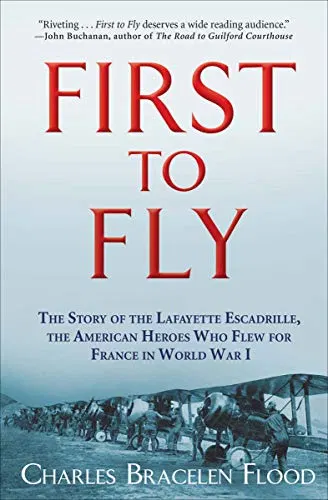 “Riveting . . . First to Fly deserves a wide reading audience.”
—John Buchanan, author of The Road to Guilford Courthouse
FIRST
TO
FLY
The Story of the Lafayette Escadrille,
the American Heroes Who Flew for
France in World War I
Charles Bracelen Flood